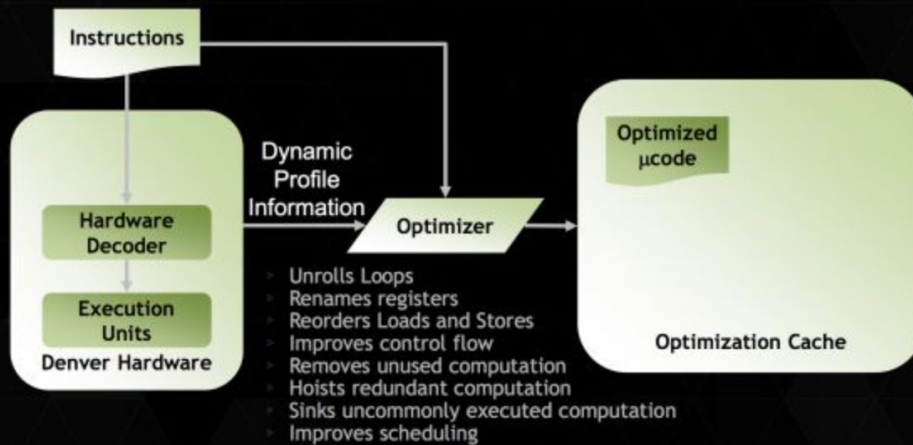 Instructions
Dynamic
Profile
Information
Hardware
Decoder
Execution
Units
Denver Hardware
Optimizer
Unrolls Loops
Renames registers
Reorders Loads and Stores
Improves control flow
Removes unused computation
Hoists redundant computation
Sinks uncommonly executed computation
Improves scheduling
Optimized
µcode
Optimization Cache